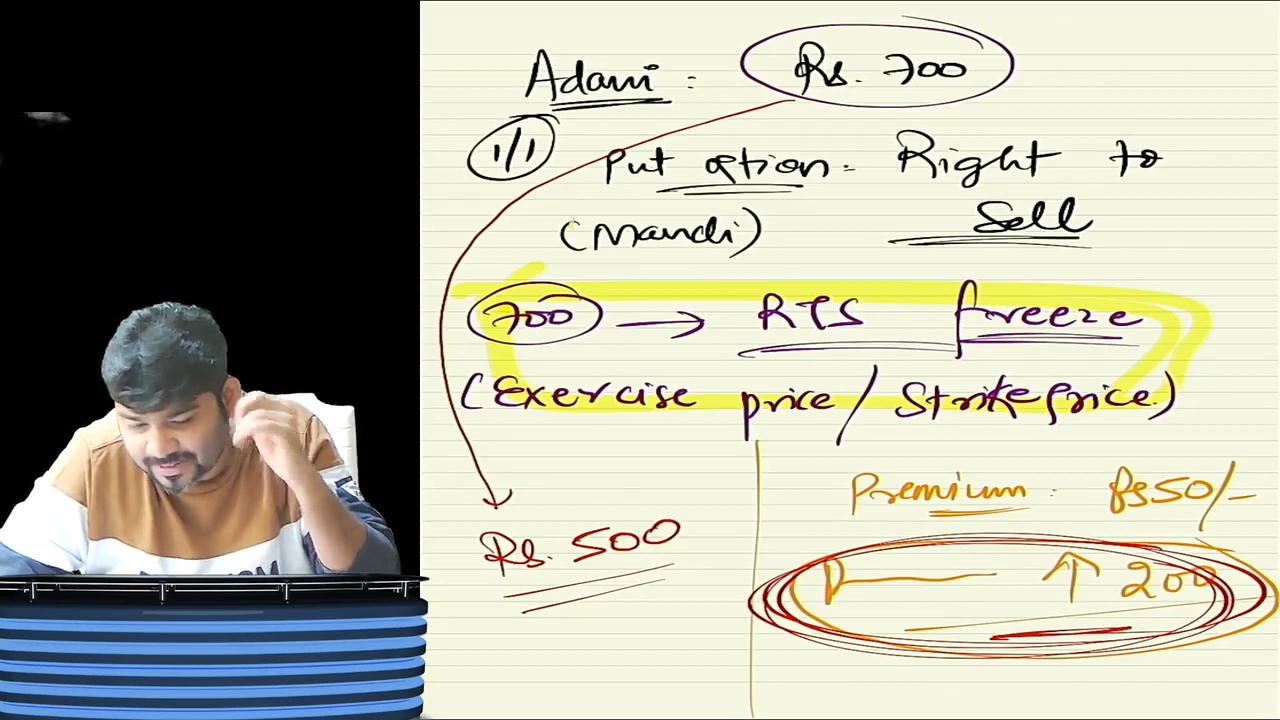 Adani : Rs. 700
1/1
Put option = Right to
(Mandi) Sell
700 → RTS freeze
(Exercise price / Strike price)
Premium : Rs 50/-
Rs. 500
P ↑ 200